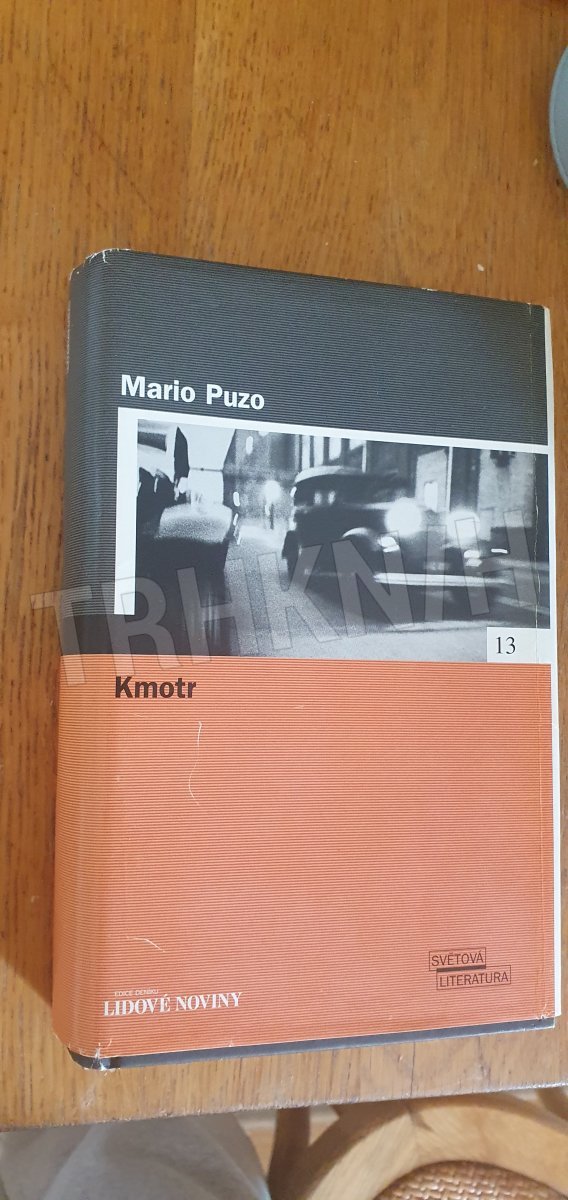 Mario Puzo
TRHKNIH
13
Kmotr
SVĚTOVÁ
LITERATURA
EDICE DENÍKU
LIDOVÉ NOVINY